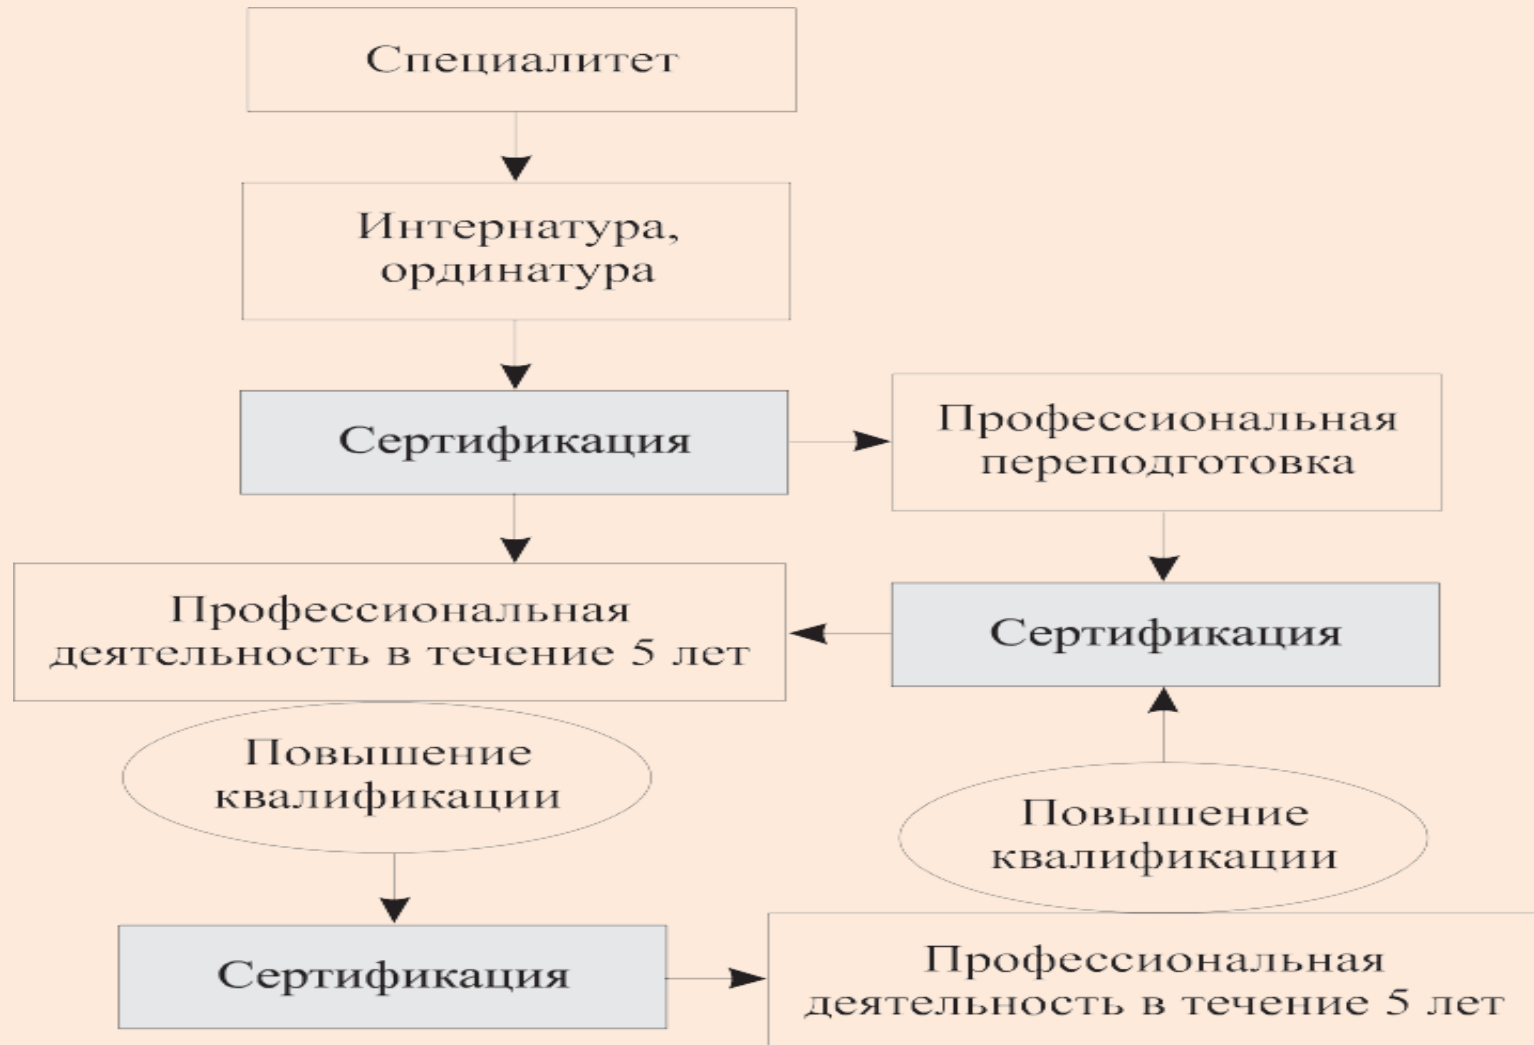 Специалитет
Интернатура,
ординатура
Сертификация
Профессиональная
переподготовка
Профессиональная
деятельность в течение 5 лет
Сертификация
Повышение
квалификации
Повышение
квалификации
Сертификация
Профессиональная
деятельность в течение 5 лет